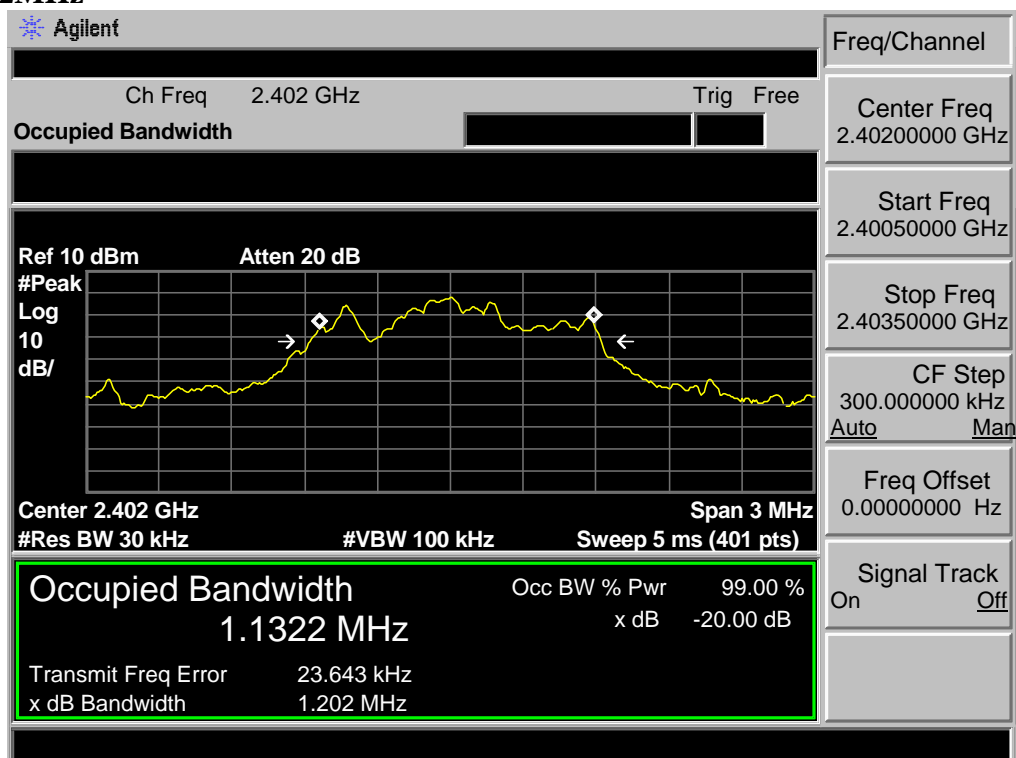 Agilent
Ch Freq 2.402 GHz Trig Free
Occupied Bandwidth
Ref 10 dBm Atten 20 dB
#Peak
Log
10
dB/
Center 2.402 GHz Span 3 MHz
#Res BW 30 kHz #VBW 100 kHz Sweep 5 ms (401 pts)
Occupied Bandwidth Occ BW % Pwr 99.00 %
1.1322 MHz x dB -20.00 dB
Transmit Freq Error 23.643 kHz
x dB Bandwidth 1.202 MHz
Freq/Channel
Center Freq
2.40200000 GHz
Start Freq
2.40050000 GHz
Stop Freq
2.40350000 GHz
CF Step
300.000000 kHz
Auto Man
Freq Offset
0.00000000 Hz
Signal Track
On Off